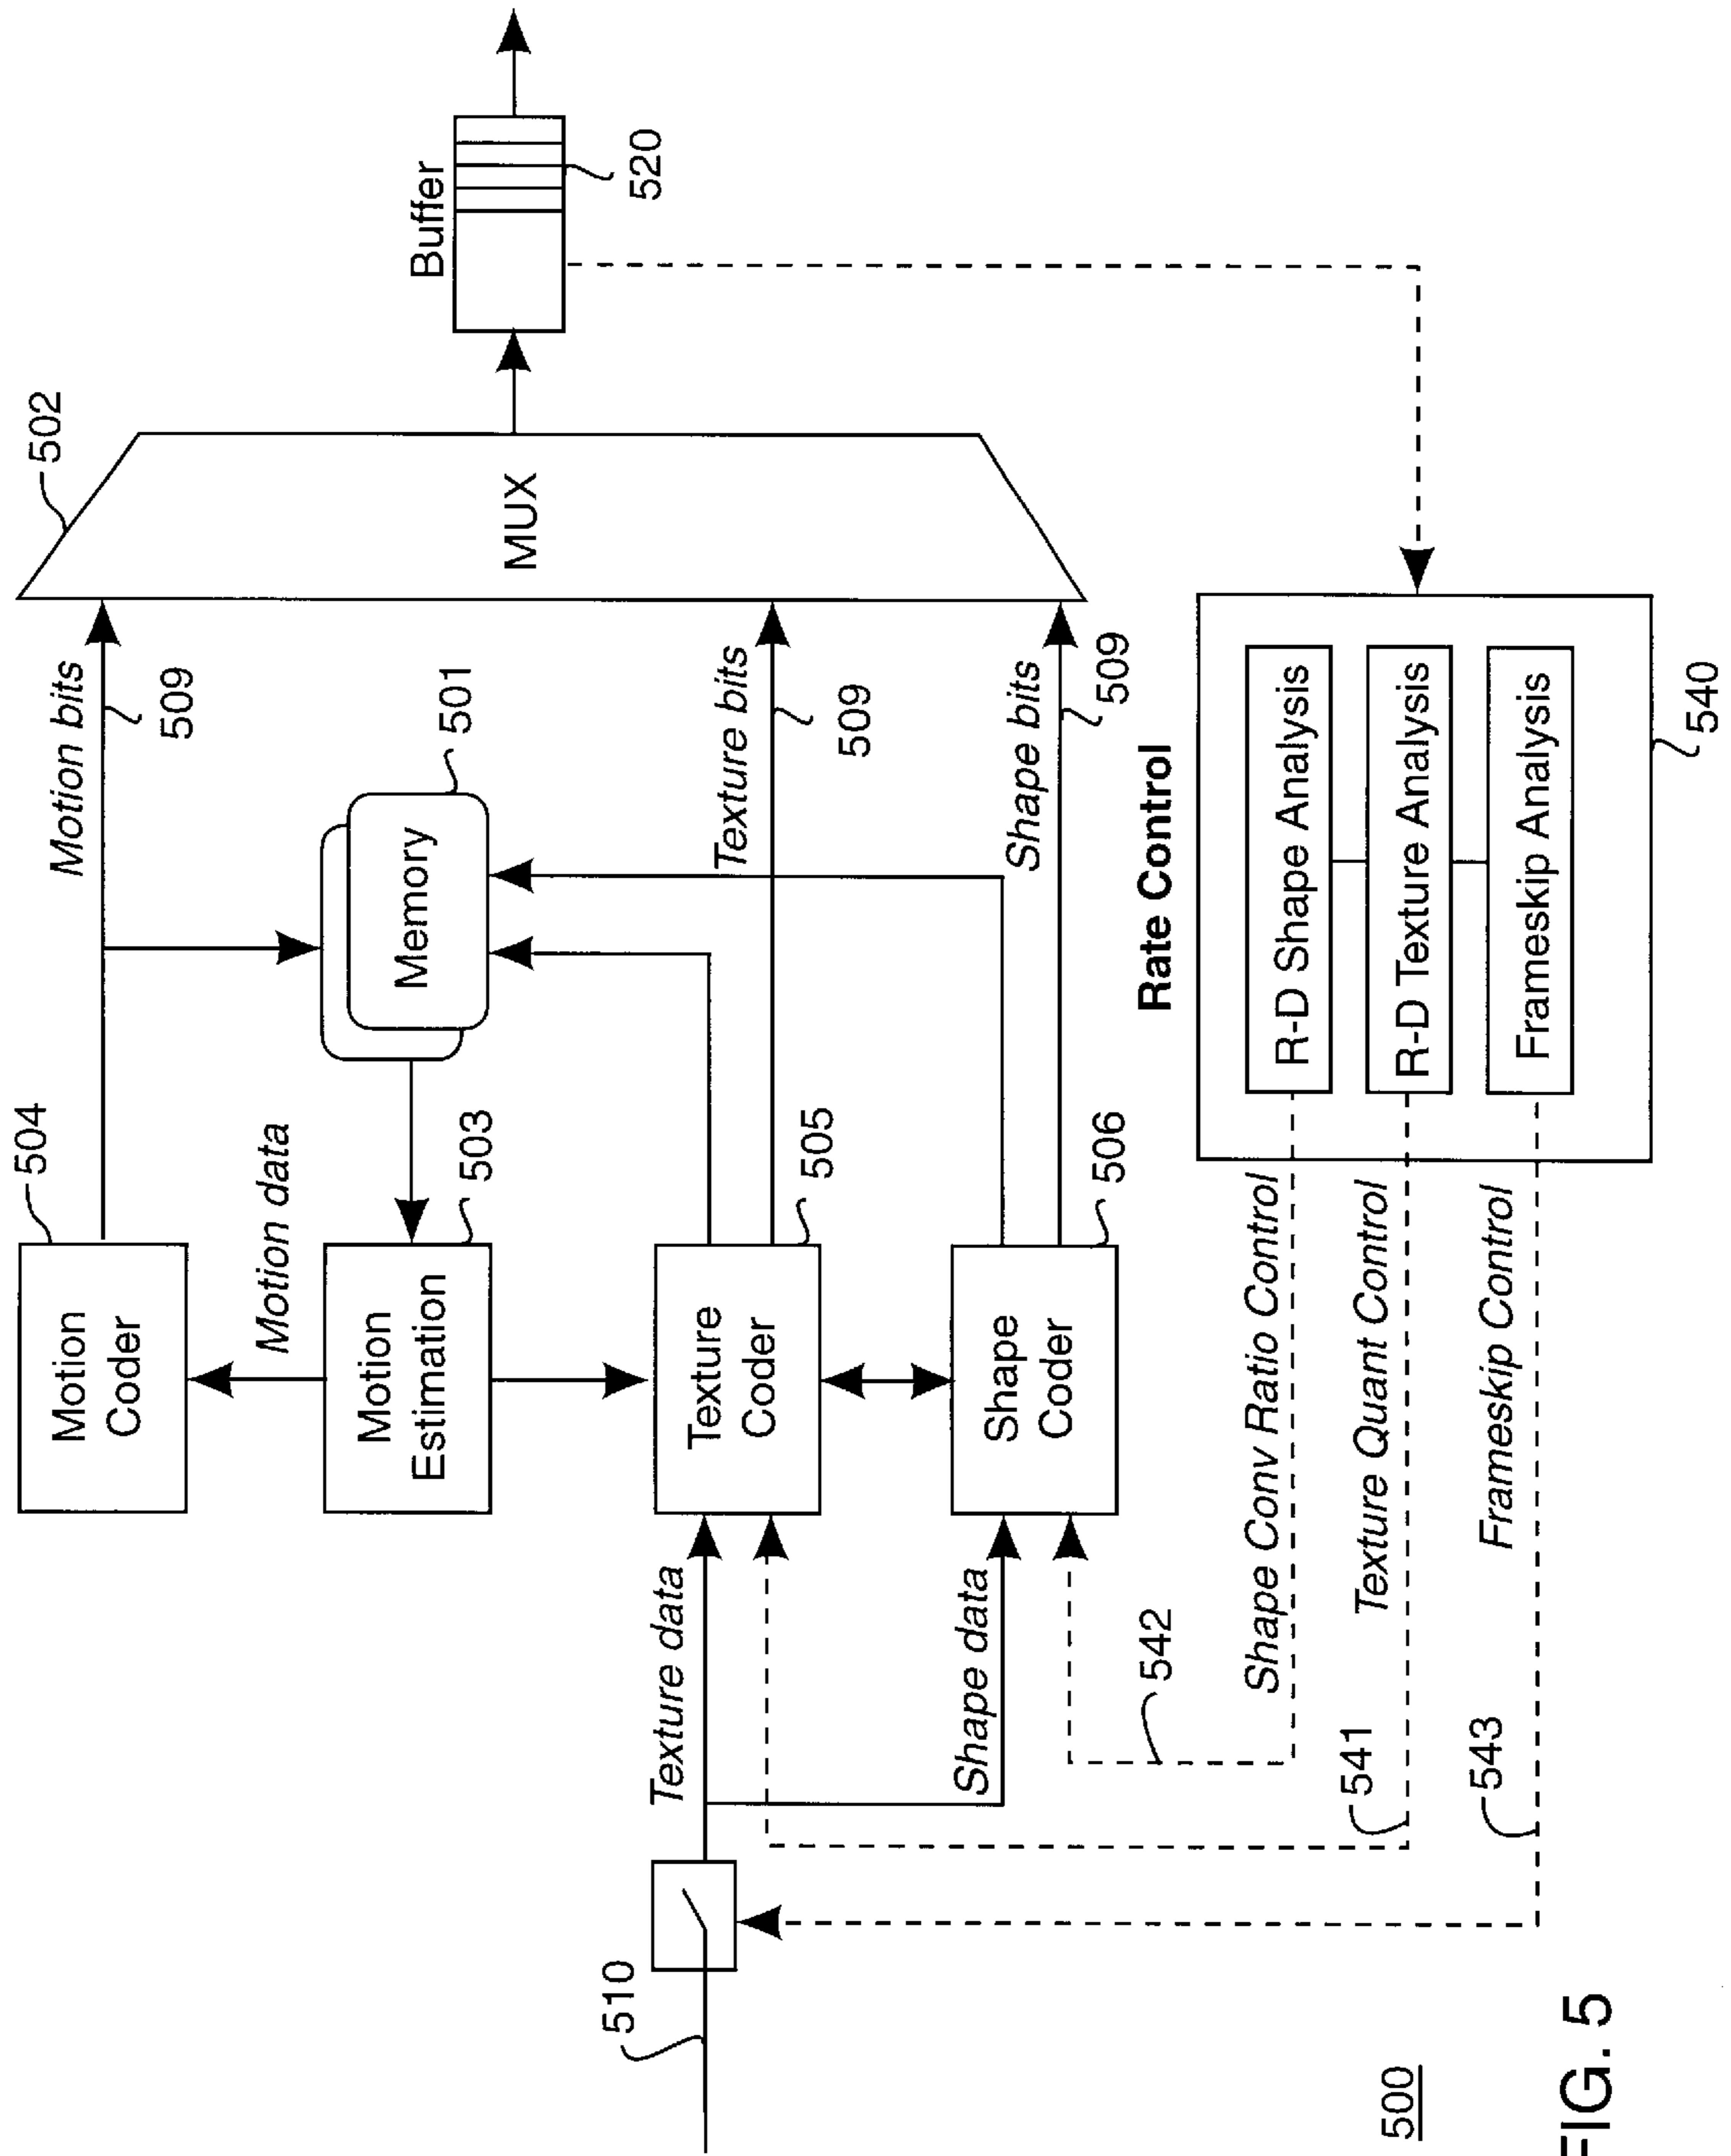 504
Motion
Coder
Motion bits
509
502
Motion data
Motion
Estimation
503
Memory
501
MUX
Buffer
520
510
Texture data
Texture
Coder
505
Texture bits
509
Shape data
Shape
Coder
506
Shape bits
509
542
Shape Conv Ratio Control
541
Texture Quant Control
543
Frameskip Control
Rate Control
R-D Shape Analysis
R-D Texture Analysis
Frameskip Analysis
540
500
FIG. 5